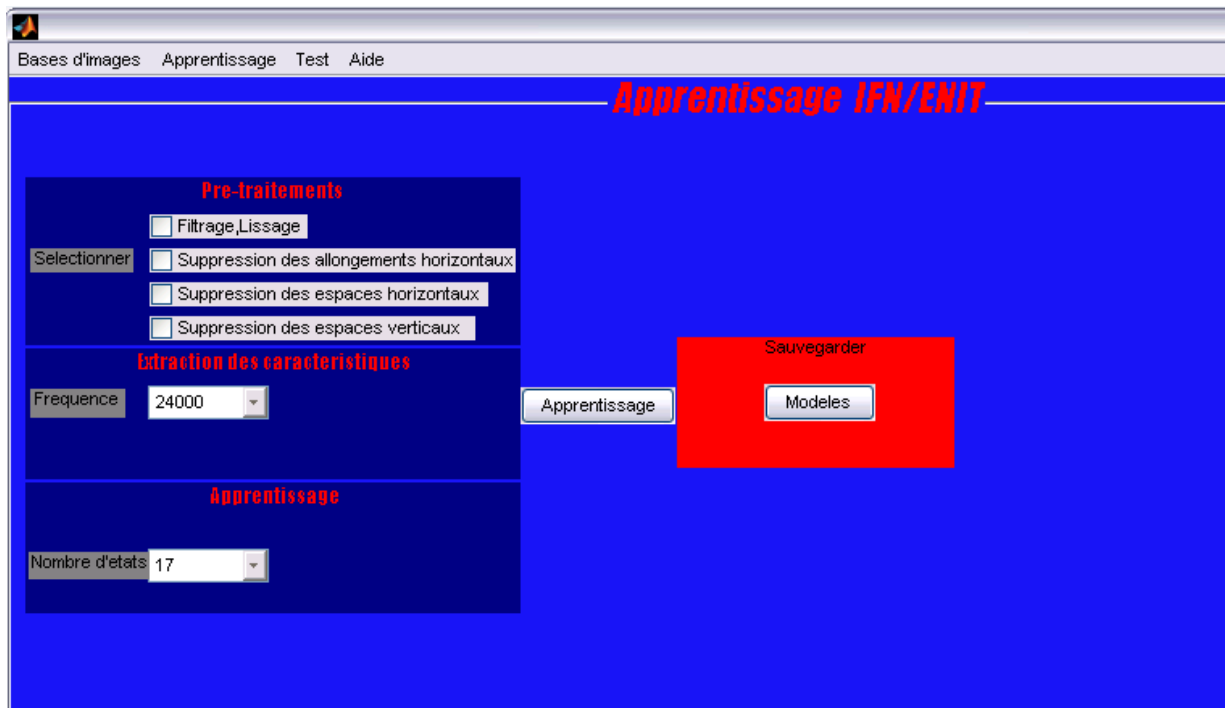 Bases d'images Apprentissage Test Aide
Apprentissage IFN/ENIT
Pre-traitements
Filtrage,Lissage
Selectionner
Suppression des allongements horizontaux
Suppression des espaces horizontaux
Suppression des espaces verticaux
Extraction des caracteristiques
Frequence
24000
Apprentissage
Nombre d'etats
17
Apprentissage
Sauvegarder
Modeles